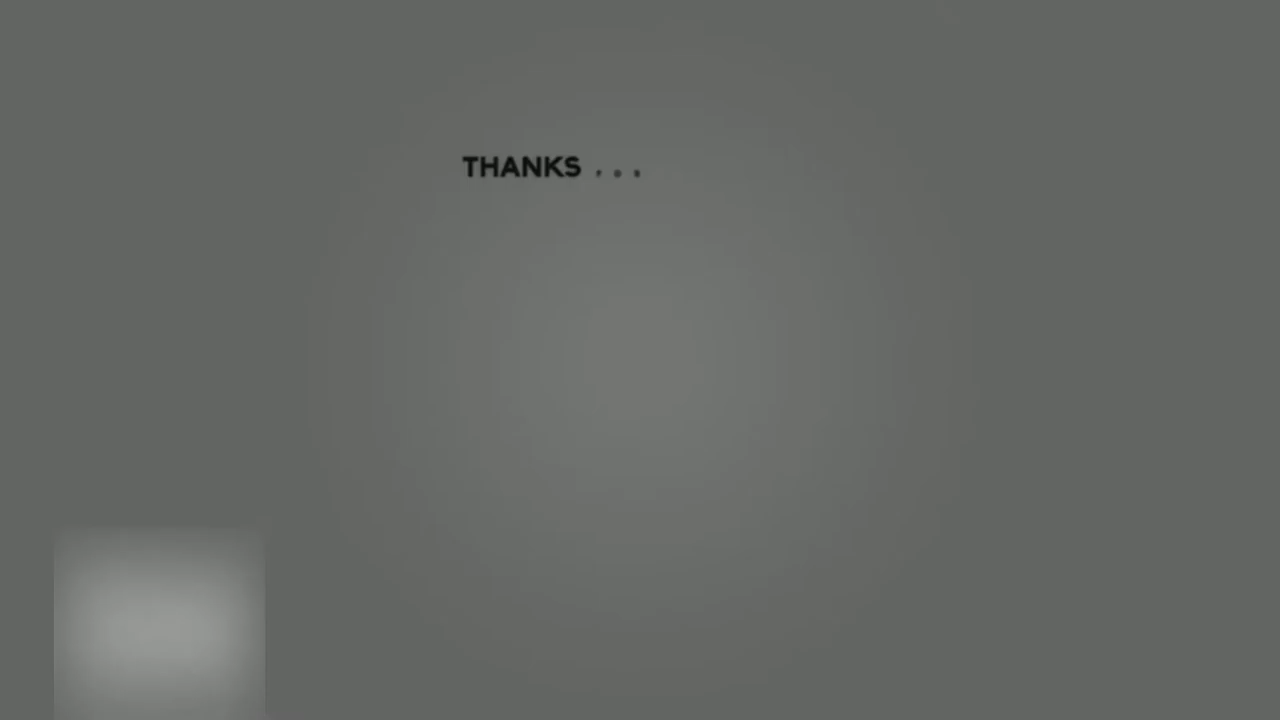 THANKS . . .